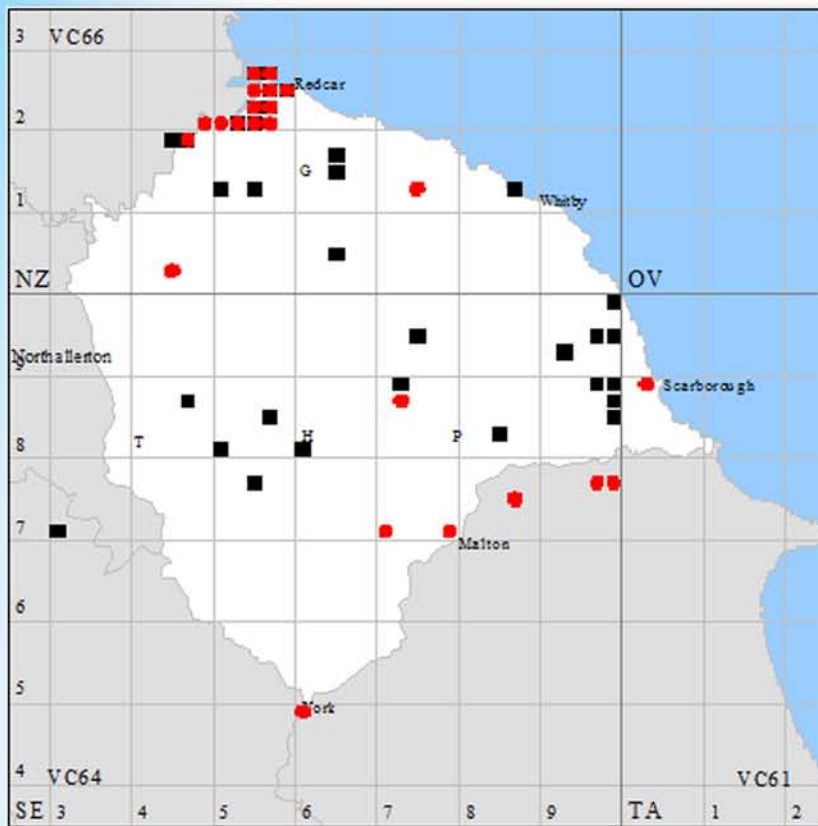 3 VC66
Redcar
2
G
1 Whitby
NZ OV
Northallerton
9
Scarborough
T H P
8
7
Malton
6
5
York
4 VC64 VC61
SE 3 4 5 6 7 8 9 TA 1 2